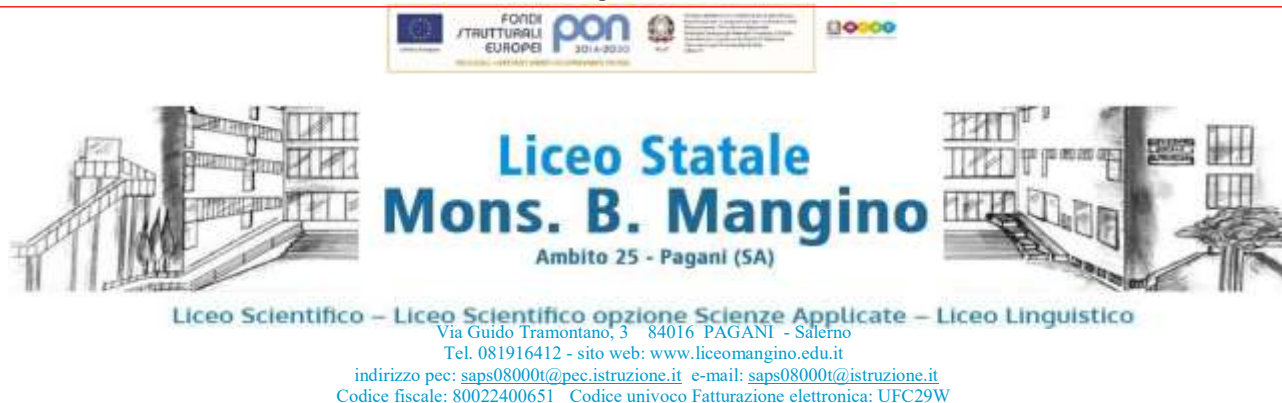 FONDI
STRUTTURALI
EUROPEI
pon
2014-2020
Liceo Statale
Mons. B. Mangino
Ambito 25 - Pagani (SA)
Liceo Scientifico – Liceo Scientifico opzione Scienze Applicate – Liceo Linguistico
Via Guido Tramontano, 3 84016 PAGANI - Salerno
Tel. 081916412 - sito web: www.liceomangino.edu.it
indirizzo pec: saps08000t@pec.istruzione.it e-mail: saps08000t@istruzione.it
Codice fiscale: 80022400651 Codice univoco Fatturazione elettronica: UFC29W